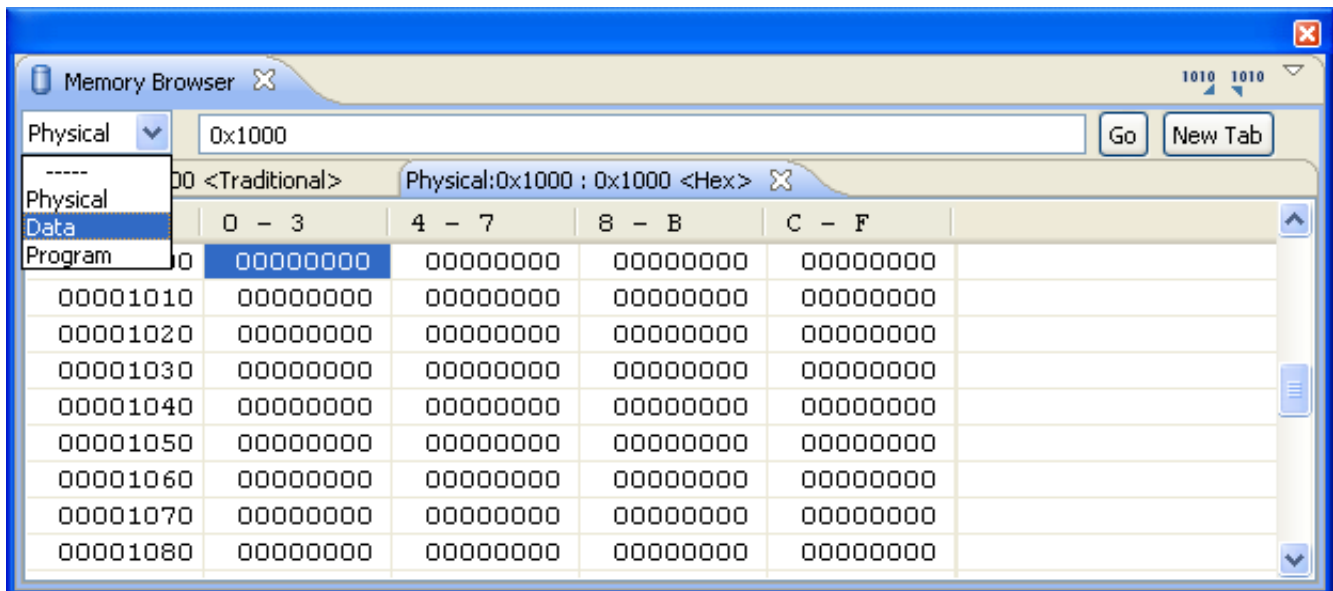 Memory Browser
1010 1010
Physical 0x1000 Go New Tab
-----
Physical
Data
Program
00 <Traditional> Physical:0x1000 : 0x1000 <Hex>
0 - 3 4 - 7 8 - B C - F
0 00000000 00000000 00000000 00000000
00001010 00000000 00000000 00000000 00000000
00001020 00000000 00000000 00000000 00000000
00001030 00000000 00000000 00000000 00000000
00001040 00000000 00000000 00000000 00000000
00001050 00000000 00000000 00000000 00000000
00001060 00000000 00000000 00000000 00000000
00001070 00000000 00000000 00000000 00000000
00001080 00000000 00000000 00000000 00000000